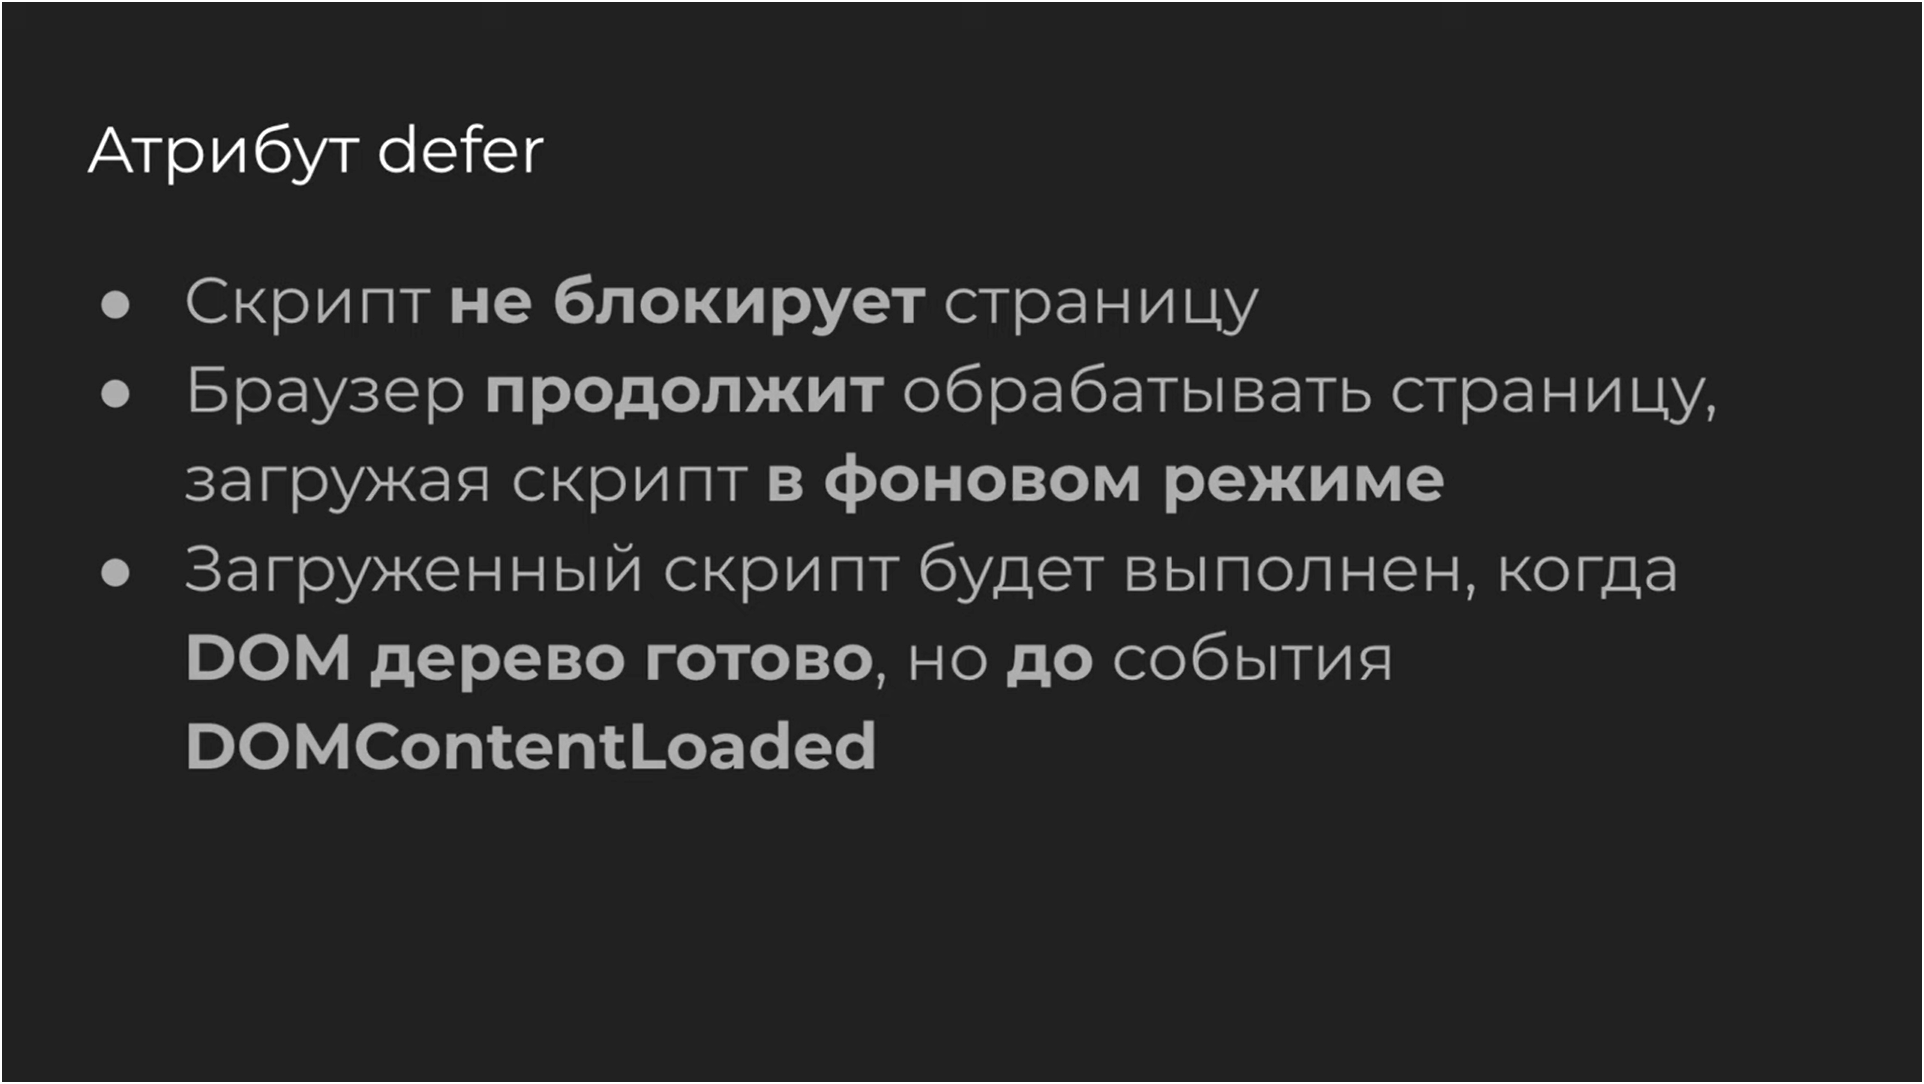 Атрибут defer
● Скрипт не блокирует страницу
● Браузер продолжит обрабатывать страницу,
загружая скрипт в фоновом режиме
● Загруженный скрипт будет выполнен, когда
DOM дерево готово, но до события
DOMContentLoaded